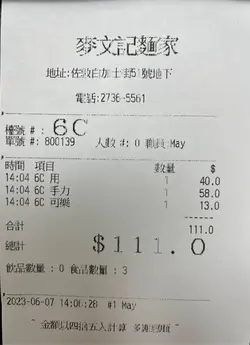 麥文記麵家
地址:佐敦白加士街51號地下
電話:2736-5561
檯號 #: 6C
單號 #: 800139 人數 #: 0 職員:May
時間 項目 數量 $
14:04 6C 用 1 40.0
14:04 6C 手力 1 58.0
14:04 6C 可樂 1 13.0
合計 111.0
總計 $111.0
飲品數量 : 0 食品數量 : 3
2023-06-07 14:06:28 #1 May
~ 金額以四捨五入計算 多謝惠顧 ~